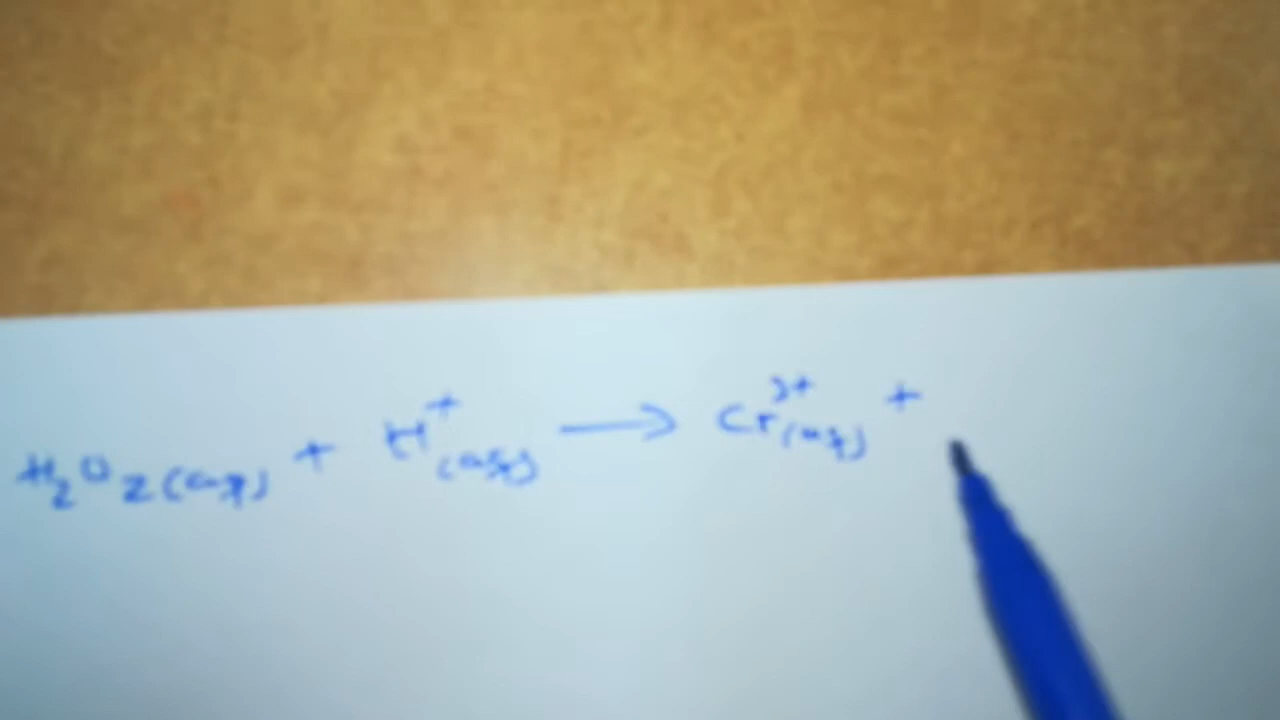 H₂O₂(aq) + H⁺(aq) → Cr³⁺(aq) +